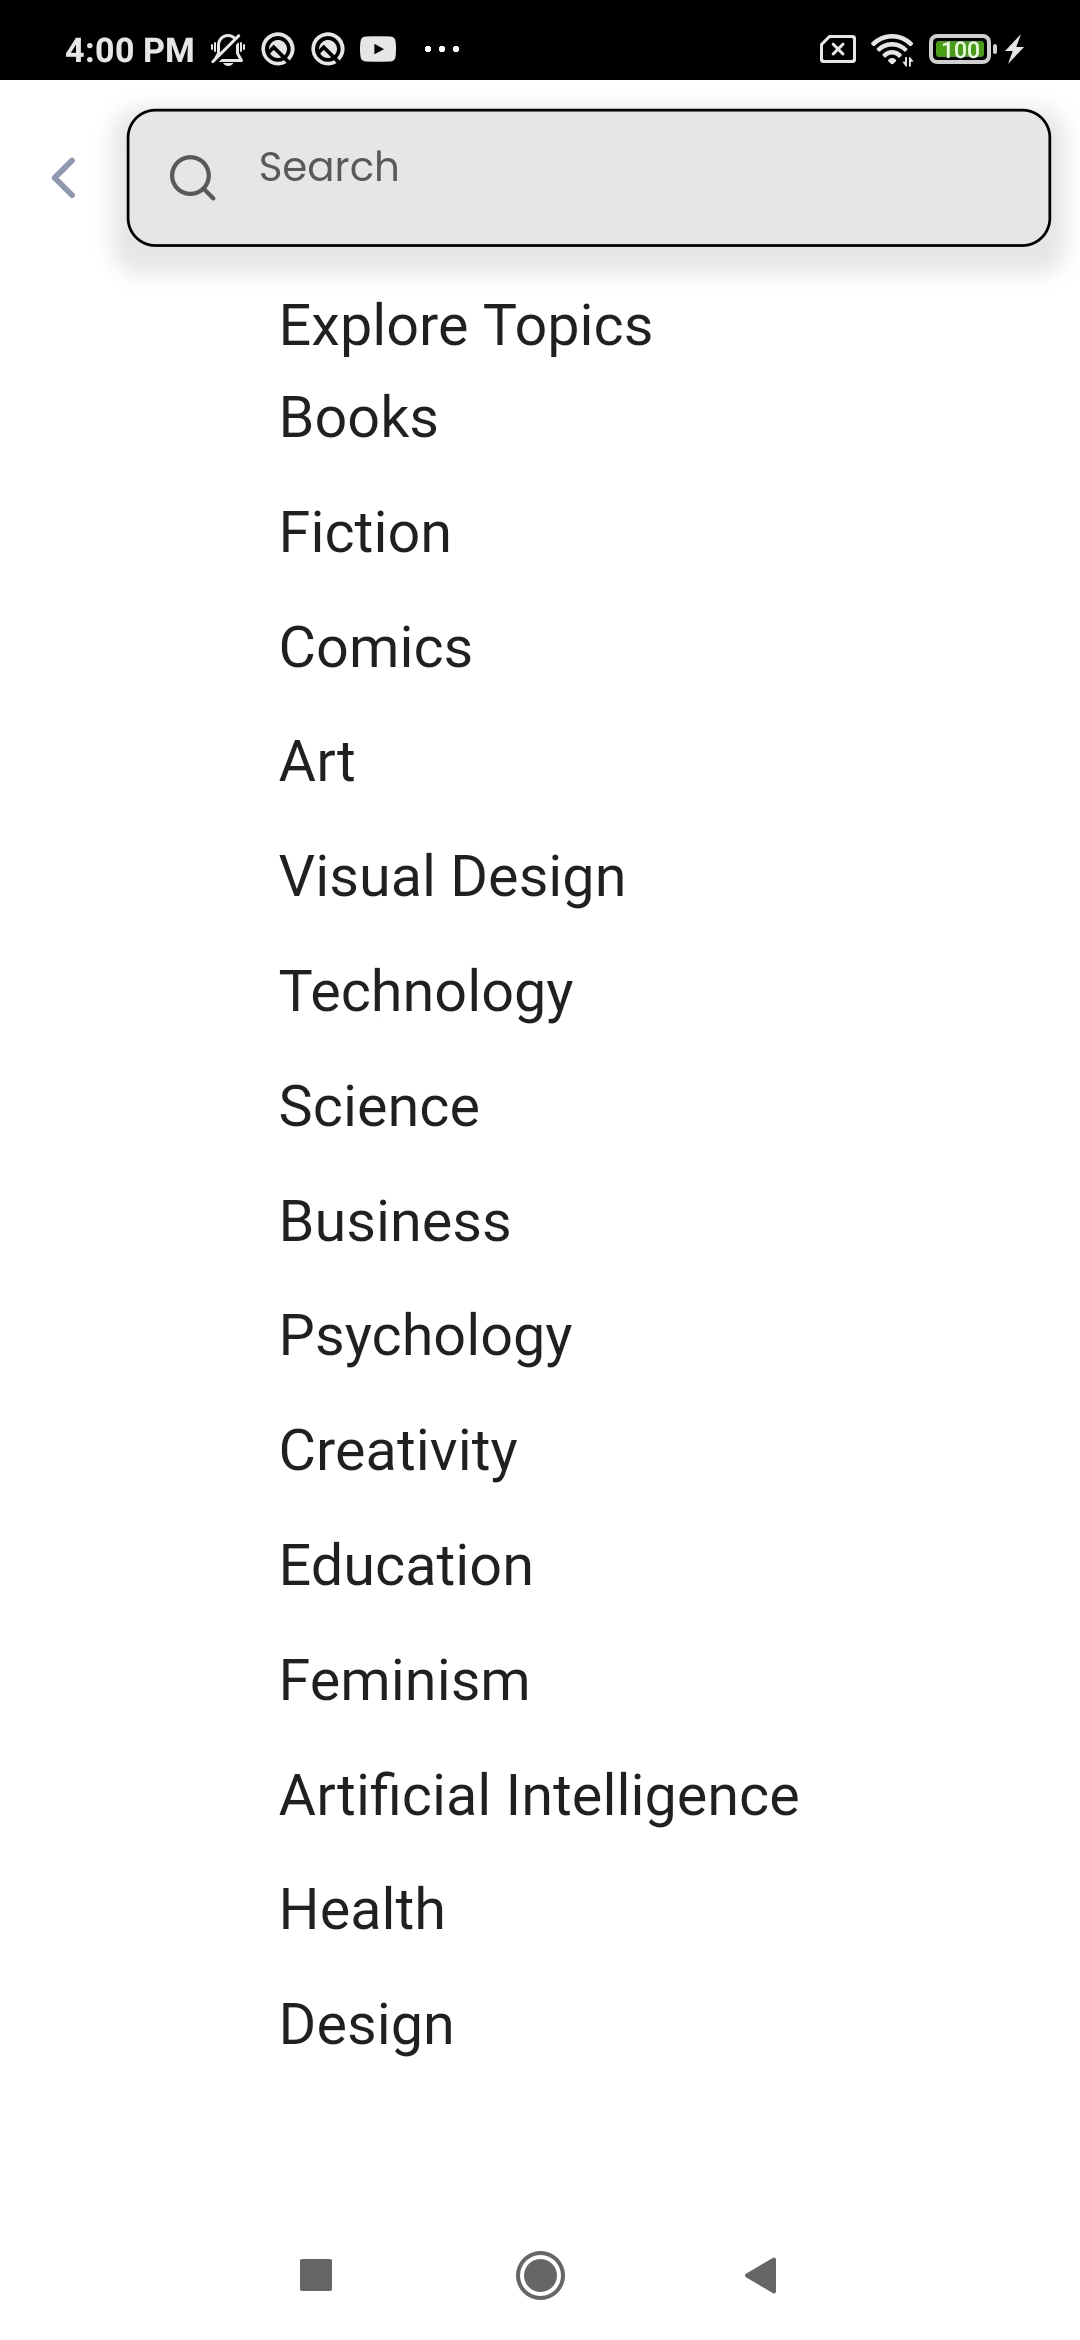 4:00 PM
100
Search
Explore Topics
Books
Fiction
Comics
Art
Visual Design
Technology
Science
Business
Psychology
Creativity
Education
Feminism
Artificial Intelligence
Health
Design